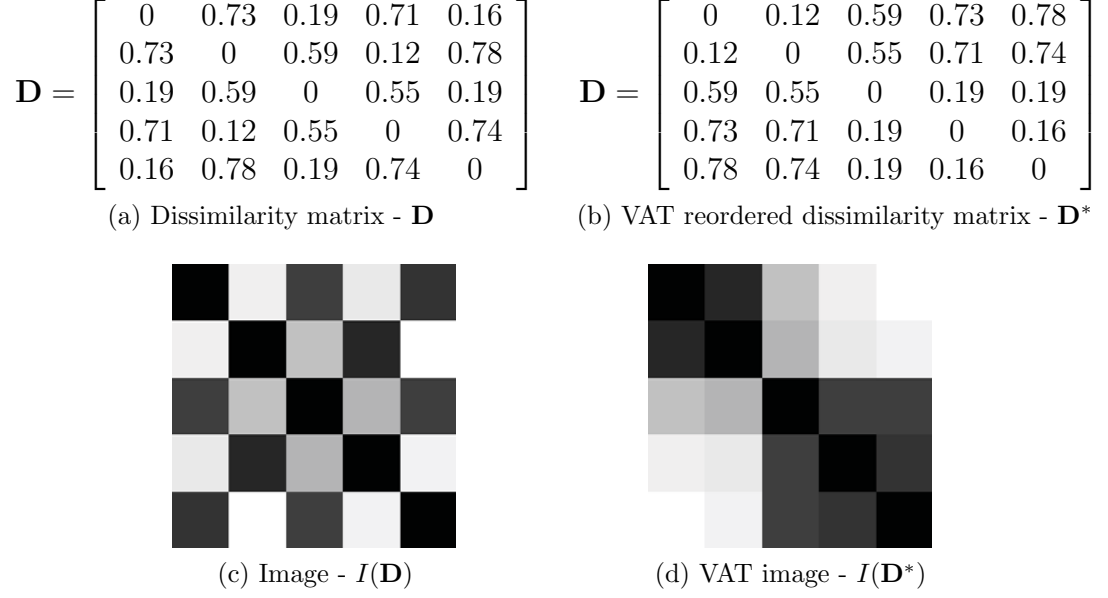 0 0.73 0.19 0.71 0.16
0.73 0 0.59 0.12 0.78
D = 0.19 0.59 0 0.55 0.19
0.71 0.12 0.55 0 0.74
0.16 0.78 0.19 0.74 0
(a) Dissimilarity matrix - D
0 0.12 0.59 0.73 0.78
0.12 0 0.55 0.71 0.74
D = 0.59 0.55 0 0.19 0.19
0.73 0.71 0.19 0 0.16
0.78 0.74 0.19 0.16 0
(b) VAT reordered dissimilarity matrix - D*
(c) Image - I(D)
(d) VAT image - I(D*)